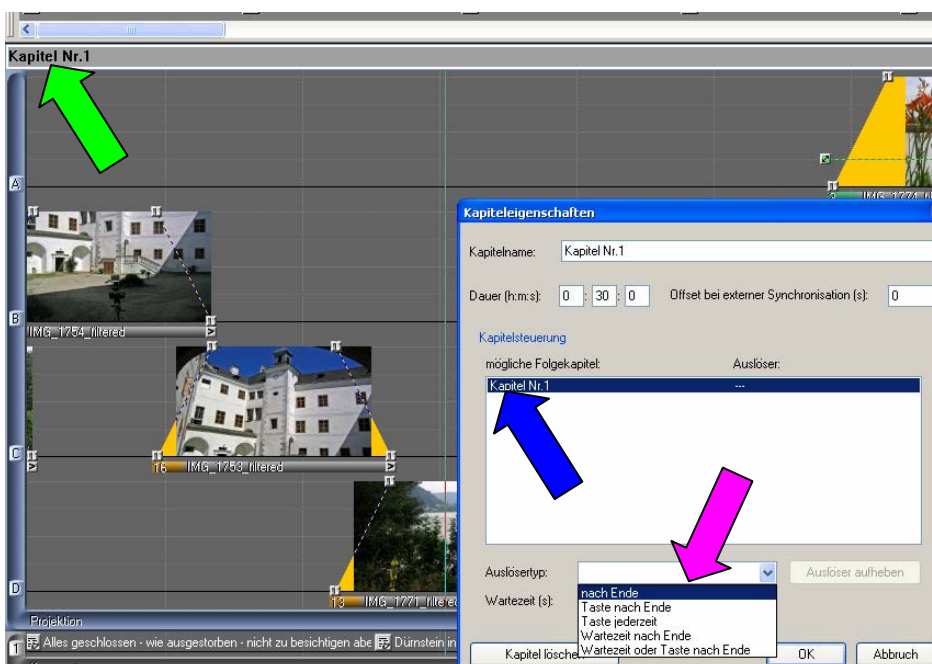 Kapitel Nr.1
A
IMG_1771_filt
Kapiteleigenschaften
Kapitelname: Kapitel Nr.1
Dauer (h:m:s): 0 : 30 : 0 Offset bei externer Synchronisation (s): 0
Kapitelsteuerung
mögliche Folgekapitel: Auslöser:
Kapitel Nr.1 ---
B
IMG_1754_filtered
C
16 IMG_1753_filtered
D
13 IMG_1771_filtered
Auslösertyp: Auslöser aufheben
nach Ende
Wartezeit (s):
Taste nach Ende
Taste jederzeit
Wartezeit nach Ende
Wartezeit oder Taste nach Ende
Projektion
1 Alles geschlossen - wie ausgestorben - nicht zu besichtigen abe Dürnstein in
Kapitel lösche OK Abbruch